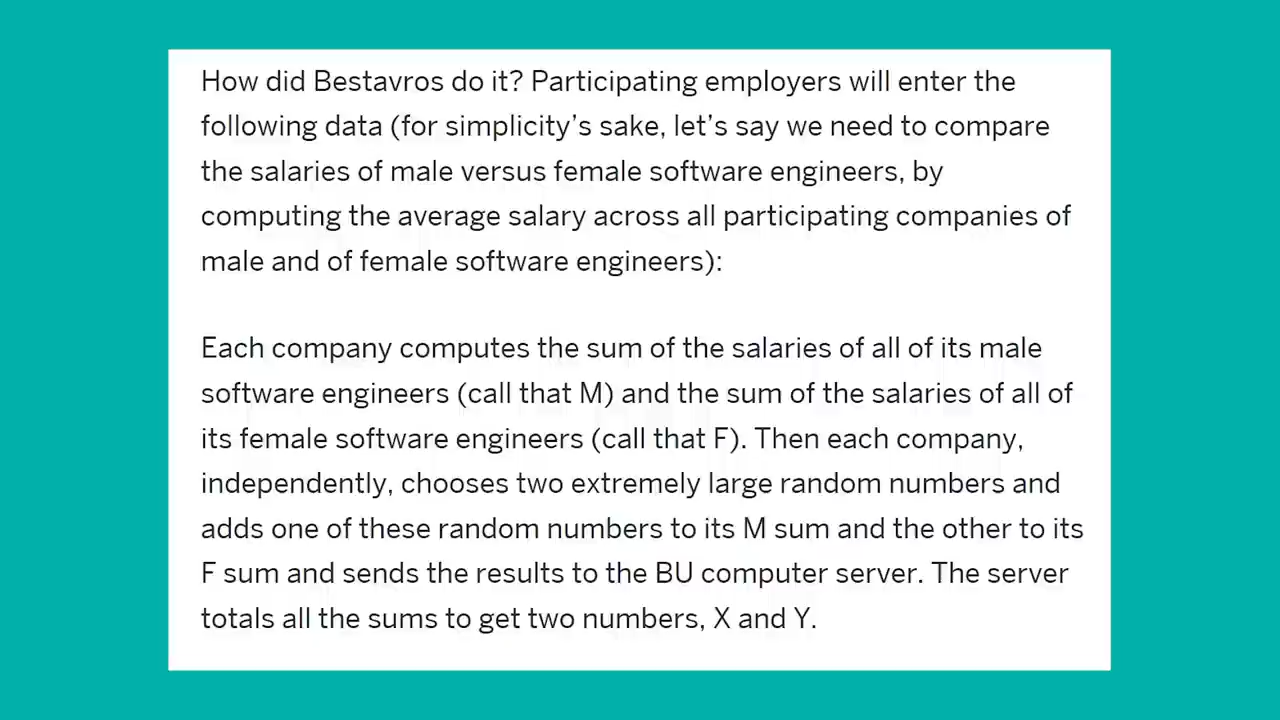 How did Bestavros do it? Participating employers will enter the
following data (for simplicity’s sake, let’s say we need to compare
the salaries of male versus female software engineers, by
computing the average salary across all participating companies of
male and of female software engineers):
Each company computes the sum of the salaries of all of its male
software engineers (call that M) and the sum of the salaries of all of
its female software engineers (call that F). Then each company,
independently, chooses two extremely large random numbers and
adds one of these random numbers to its M sum and the other to its
F sum and sends the results to the BU computer server. The server
totals all the sums to get two numbers, X and Y.